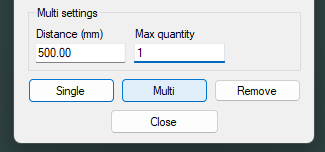 Multi settings
Distance (mm) Max quantity
500.00 1
Single Multi Remove
Close